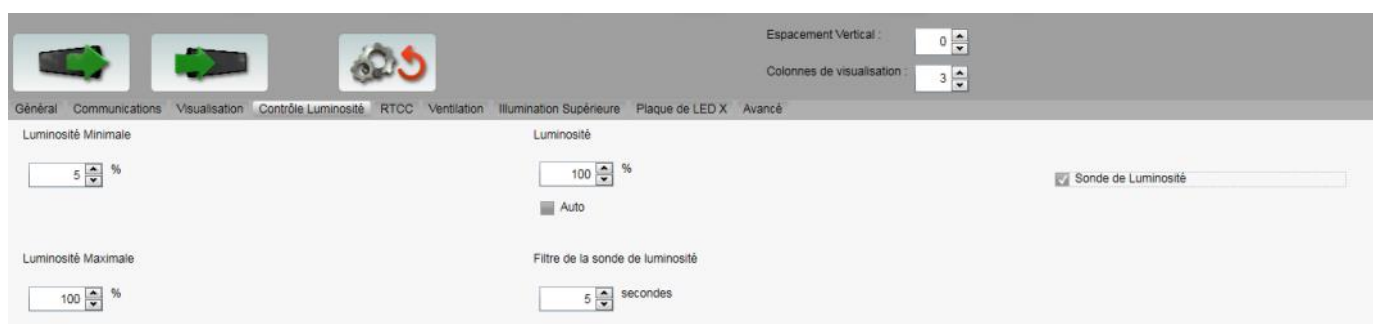 Espacement Vertical : 0
Colonnes de visualisation : 3
Général Communications Visualisation Contrôle Luminosité RTCC Ventilation Illumination Supérieure Plaque de LED X Avancé
Luminosité Minimale
5 %
Luminosité
100 %
Auto
Sonde de Luminosité
Luminosité Maximale
100 %
Filtre de la sonde de luminosité
5 secondes